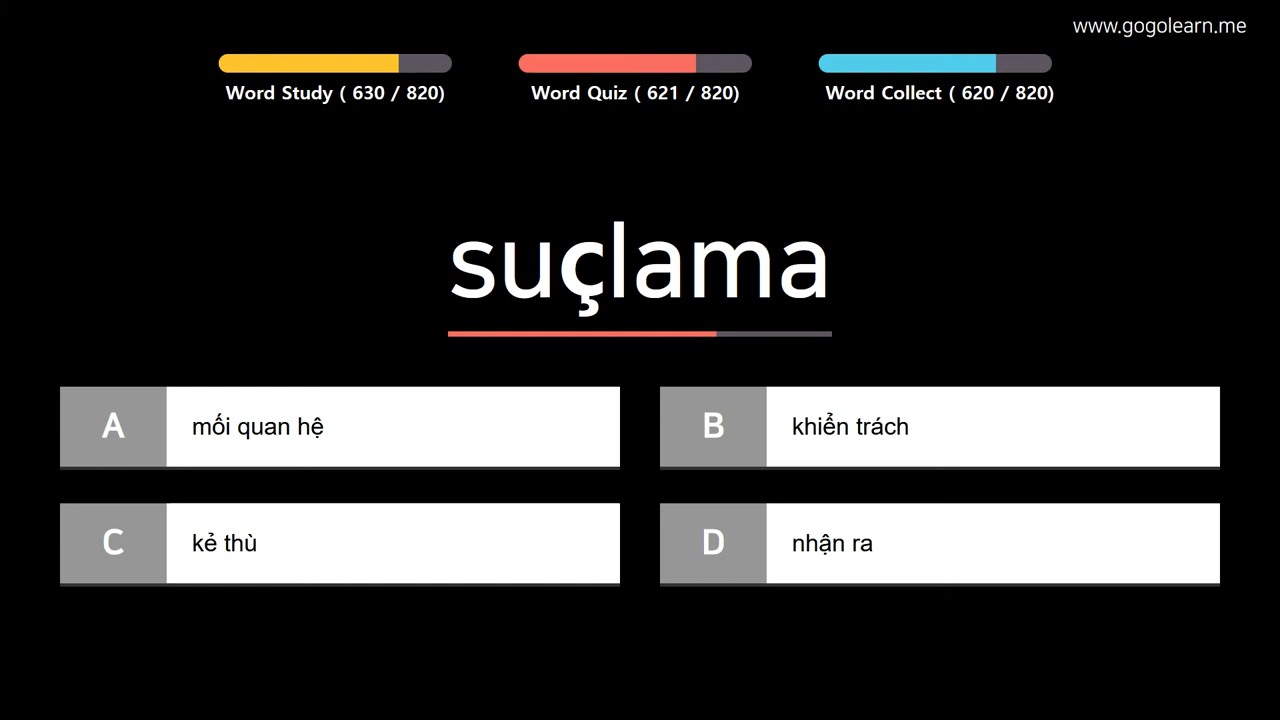 www.gogolearn.me
Word Study ( 630 / 820)
Word Quiz ( 621 / 820)
Word Collect ( 620 / 820)
suçlama
A mối quan hệ
B khiển trách
C kẻ thù
D nhận ra